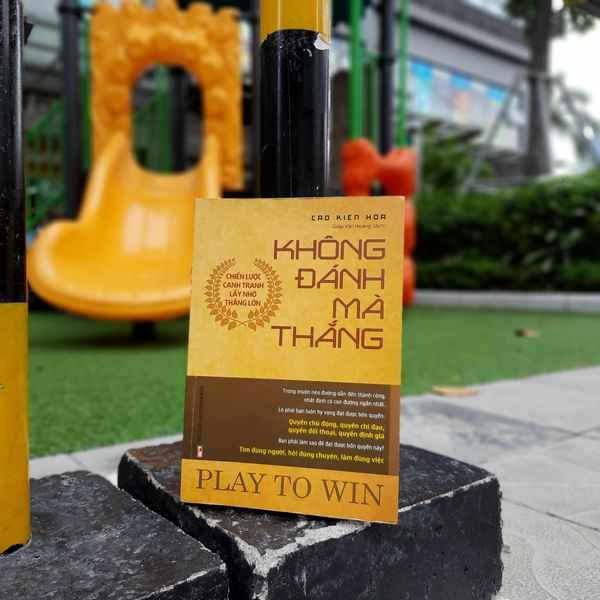 CAO KIẾN HOA
Giáp Văn Hoàng (dịch)
KHÔNG
ĐÁNH
MÀ
THẮNG
CHIẾN LƯỢC
CẠNH TRANH
LẤY NHỎ
THẮNG LỚN
Trong muôn nẻo đường dẫn đến thành công,
nhất định có con đường ngắn nhất.
Có phải bạn luôn hy vọng đạt được bốn quyền:
Quyền chủ động, quyền chỉ đạo,
quyền đối thoại, quyền định giá
Bạn phải làm sao để đạt được bốn quyền này?
Tìm đúng người, hỏi đúng chuyện, làm đúng việc
PLAY TO WIN